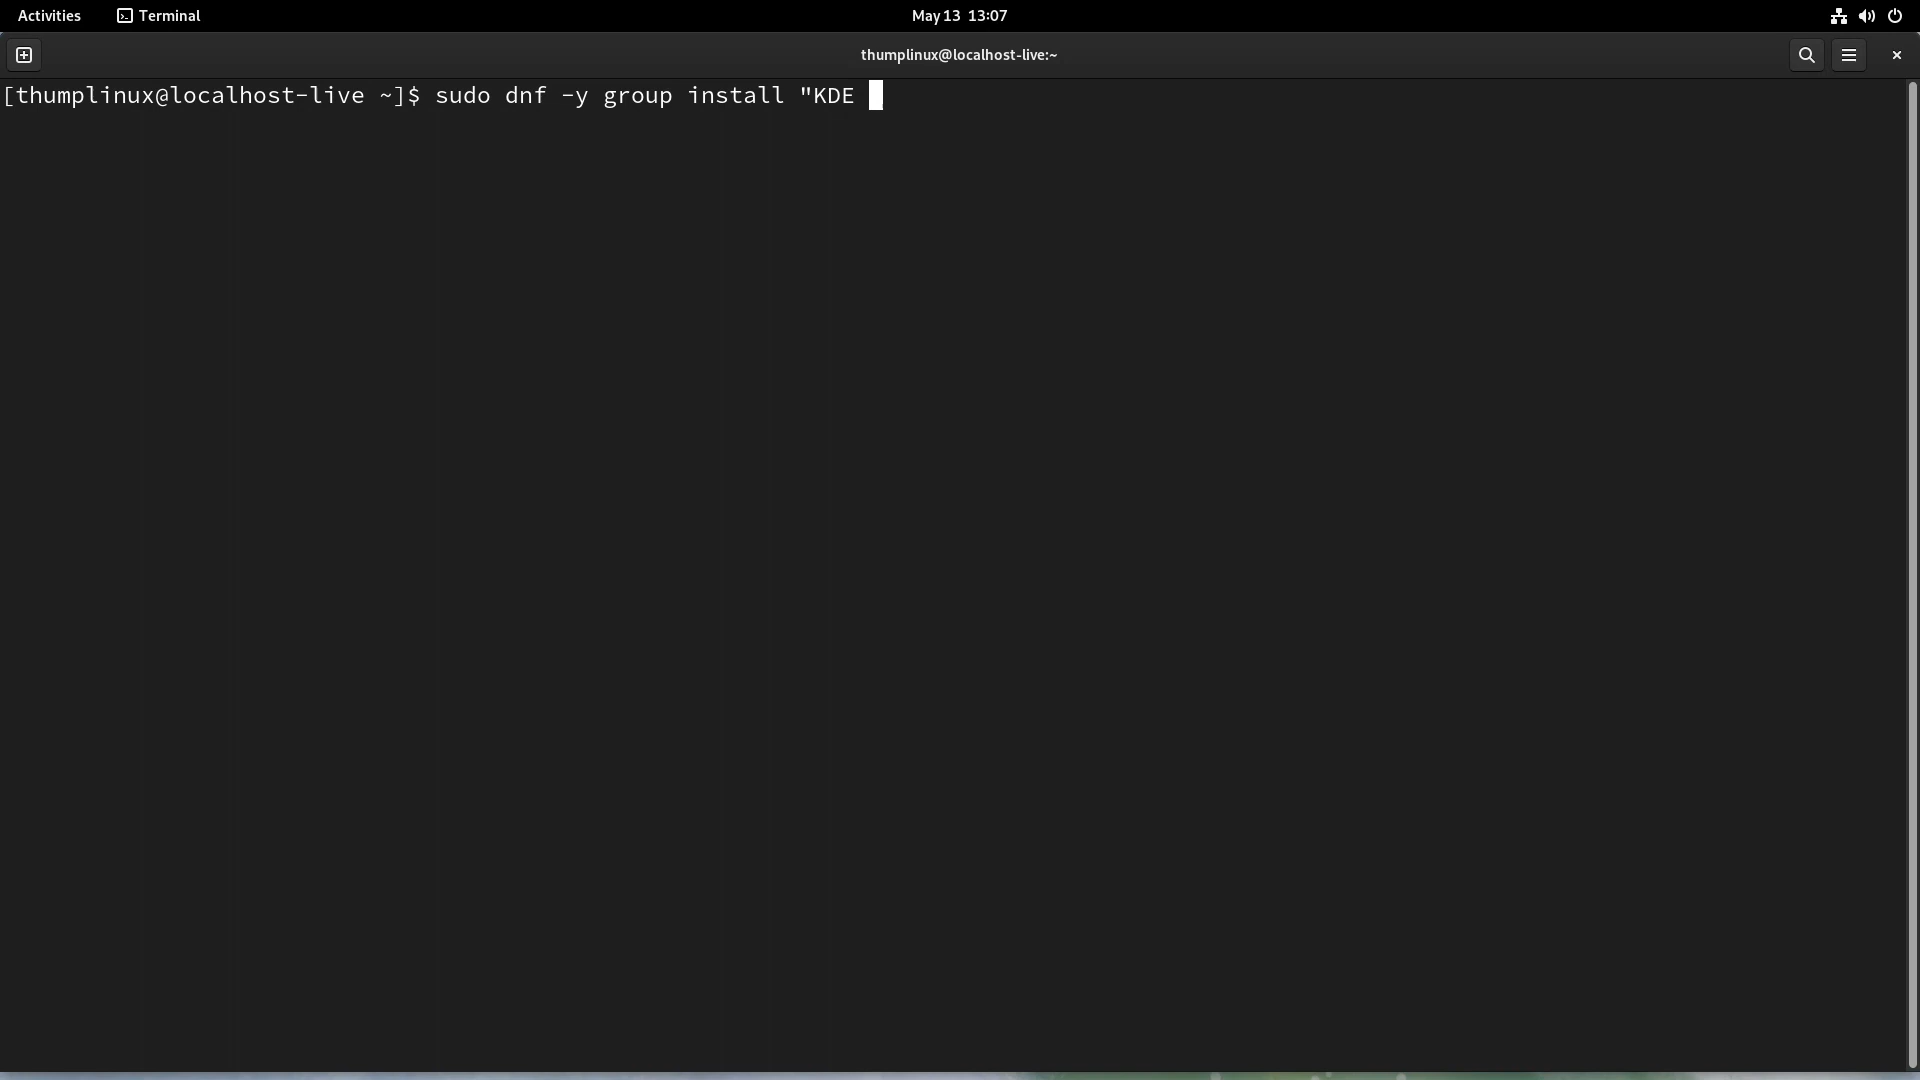 Activities Terminal May 13 13:07
thumplinux@localhost-live:~
[thumplinux@localhost-live ~]$ sudo dnf -y group install "KDE